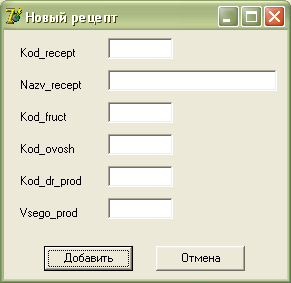 Новый рецепт
Kod_recept
Nazv_recept
Kod_fruct
Kod_ovosh
Kod_dr_prod
Vsego_prod
Добавить Отмена